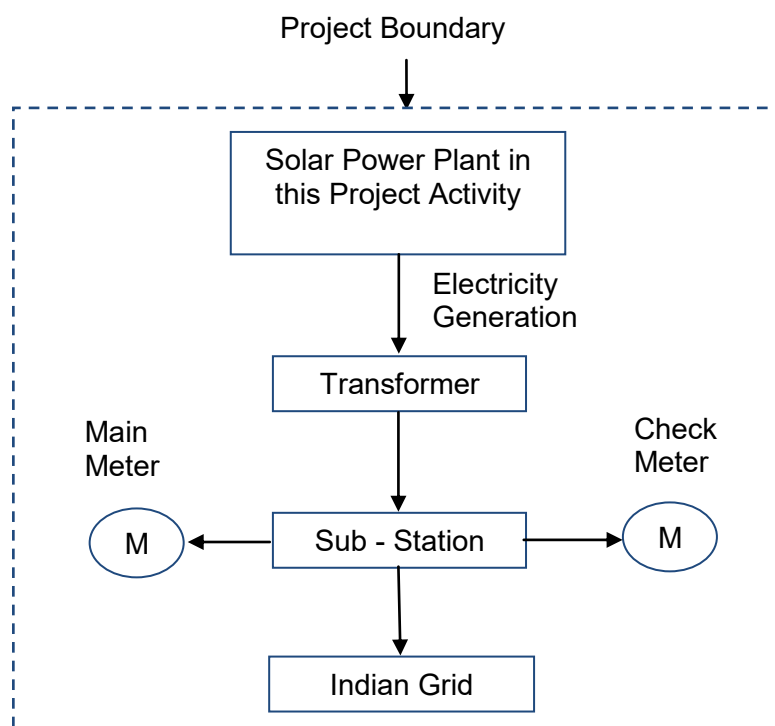 Project Boundary
Solar Power Plant in
this Project Activity
Electricity
Generation
Transformer
Main
Meter
Check
Meter
M
Sub - Station
M
Indian Grid